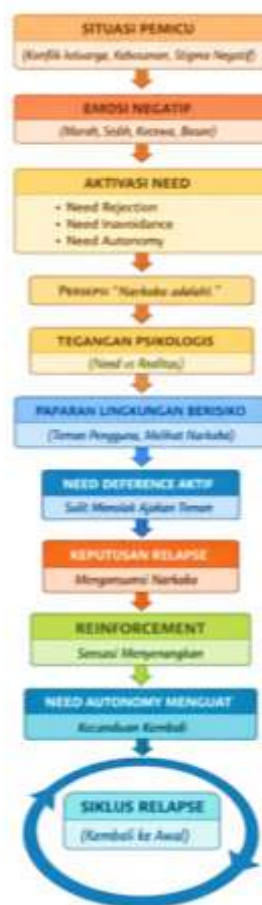 SITUASI PEMICU
(Konflik keluarga, Kebosanan, Stigma Negatif)
EMOSI NEGATIF
(Marah, Sedih, Kecewa, Bosan)
AKTIVASI NEED
• Need Rejection
• Need Inavoidance
• Need Autonomy
PERSEPSI "Narkoba adalah\
TEGANGAN PSIKOLOGIS
(Need vs Realitas)
PAPARAN LINGKUNGAN BERISIKO
(Teman Pengguna, Melihat Narkoba)
NEED DEFERENCE AKTIF
Sulit Menolak Ajakan Teman
KEPUTUSAN RELAPSE
Mengonsumsi Narkoba
REINFORCEMENT
Sensasi Menyenangkan
NEED AUTONOMY MENGUAT
Kecanduan Kembali
SIKLUS RELAPSE
(Kembali ke Awal)